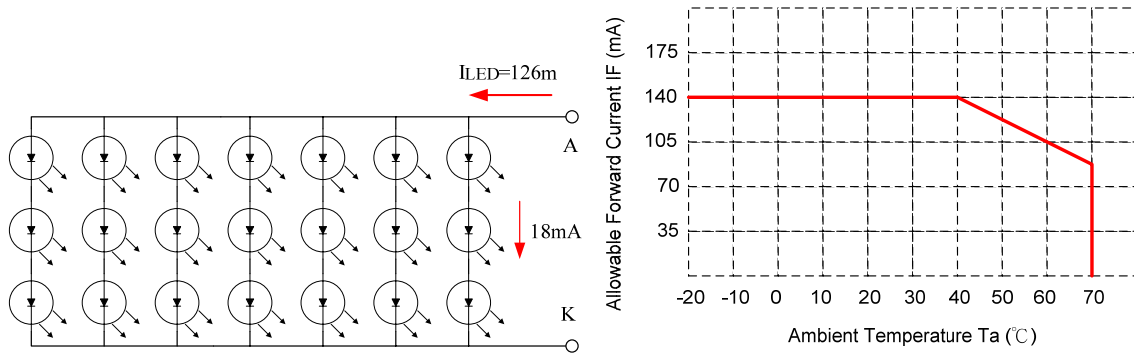 ILED=126m
A
18mA
K
Allowable Forward Current IF (mA)
175
140
105
70
35
-20 -10 0 10 20 30 40 50 60 70
Ambient Temperature Ta (℃)